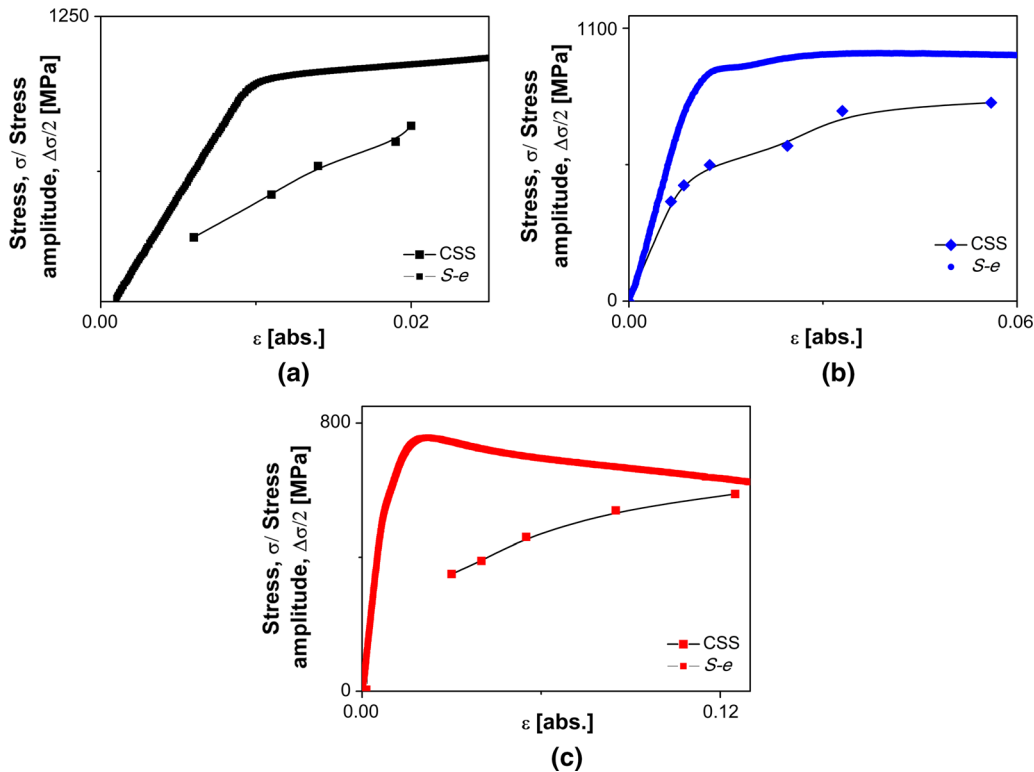 1250
Stress, σ/ Stress
amplitude, Δσ/2 [MPa]
CSS
S-e
0.00
0.02
ε [abs.]
(a)
1100
Stress, σ/ Stress
amplitude, Δσ/2 [MPa]
CSS
S-e
0
0.00
0.06
ε [abs.]
(b)
800
Stress, σ/ Stress
amplitude, Δσ/2 [MPa]
CSS
S-e
0
0.00
0.12
ε [abs.]
(c)